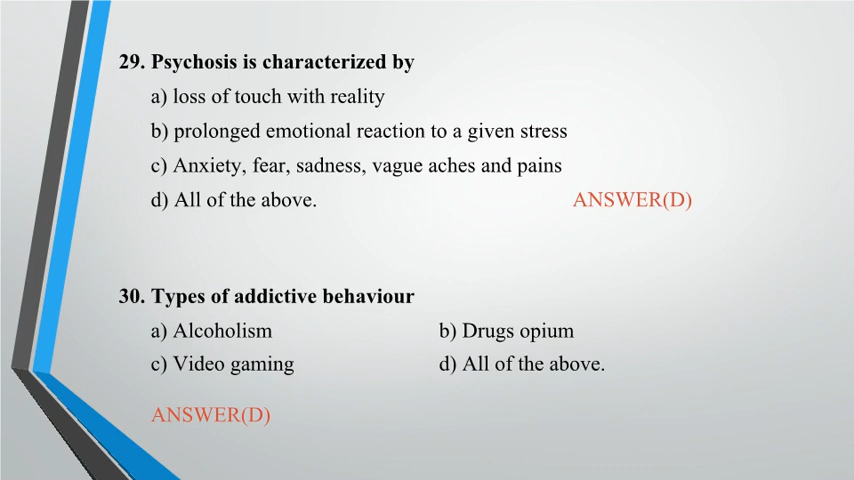 29. Psychosis is characterized by
a) loss of touch with reality
b) prolonged emotional reaction to a given stress
c) Anxiety, fear, sadness, vague aches and pains
d) All of the above. ANSWER(D)
30. Types of addictive behaviour
a) Alcoholism b) Drugs opium
c) Video gaming d) All of the above.
ANSWER(D)